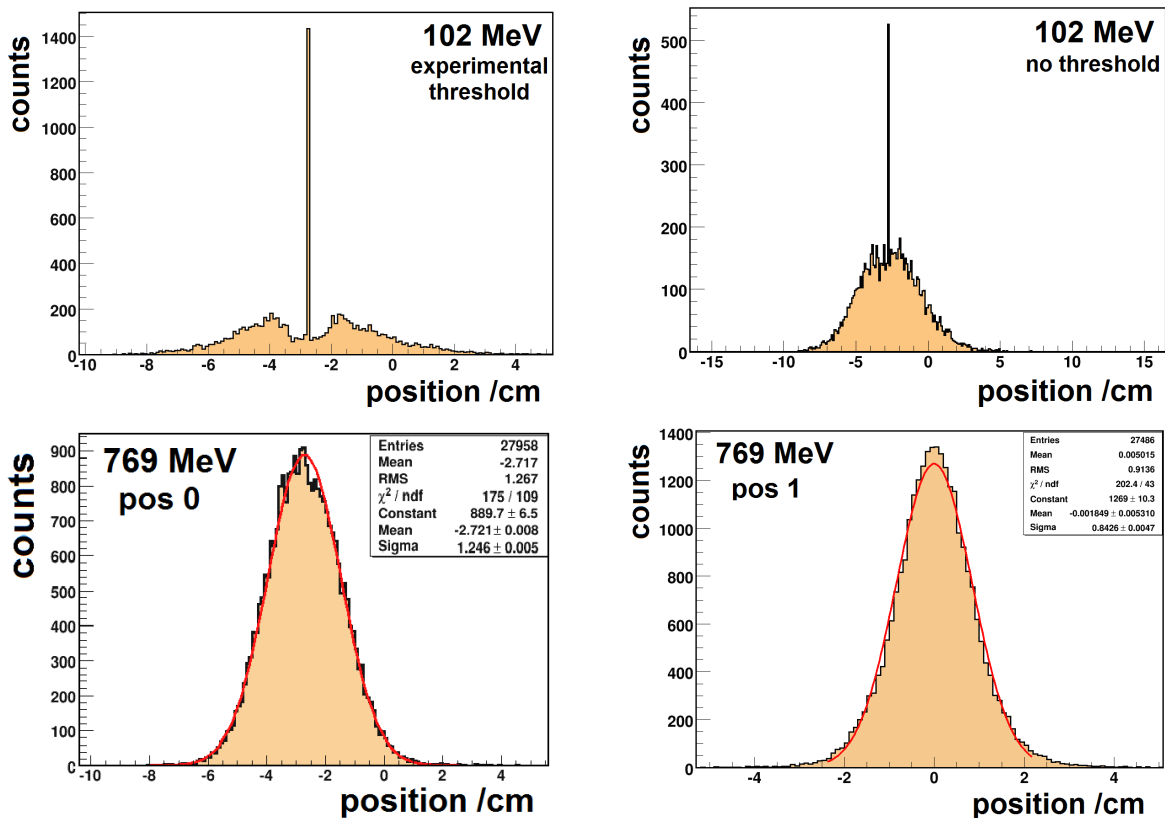 102 MeV
experimental
threshold
counts
1400
1200
1000
800
600
400
200
0
-10 -8 -6 -4 -2 0 2 4
position /cm
102 MeV
no threshold
counts
500
400
300
200
100
0
-15 -10 -5 0 5 10 15
position /cm
769 MeV
pos 0
counts
900
800
700
600
500
400
300
200
100
-10 -8 -6 -4 -2 0 2 4
position /cm
Entries 27958
Mean -2.717
RMS 1.267
χ² / ndf 175 / 109
Constant 889.7 ± 6.5
Mean -2.721 ± 0.008
Sigma 1.246 ± 0.005
769 MeV
pos 1
counts
1400
1200
1000
800
600
400
200
0
-4 -2 0 2 4
position /cm
Entries 27486
Mean 0.005015
RMS 0.9136
χ² / ndf 202.4 / 43
Constant 1269 ± 10.3
Mean -0.001849 ± 0.005310
Sigma 0.8426 ± 0.0047